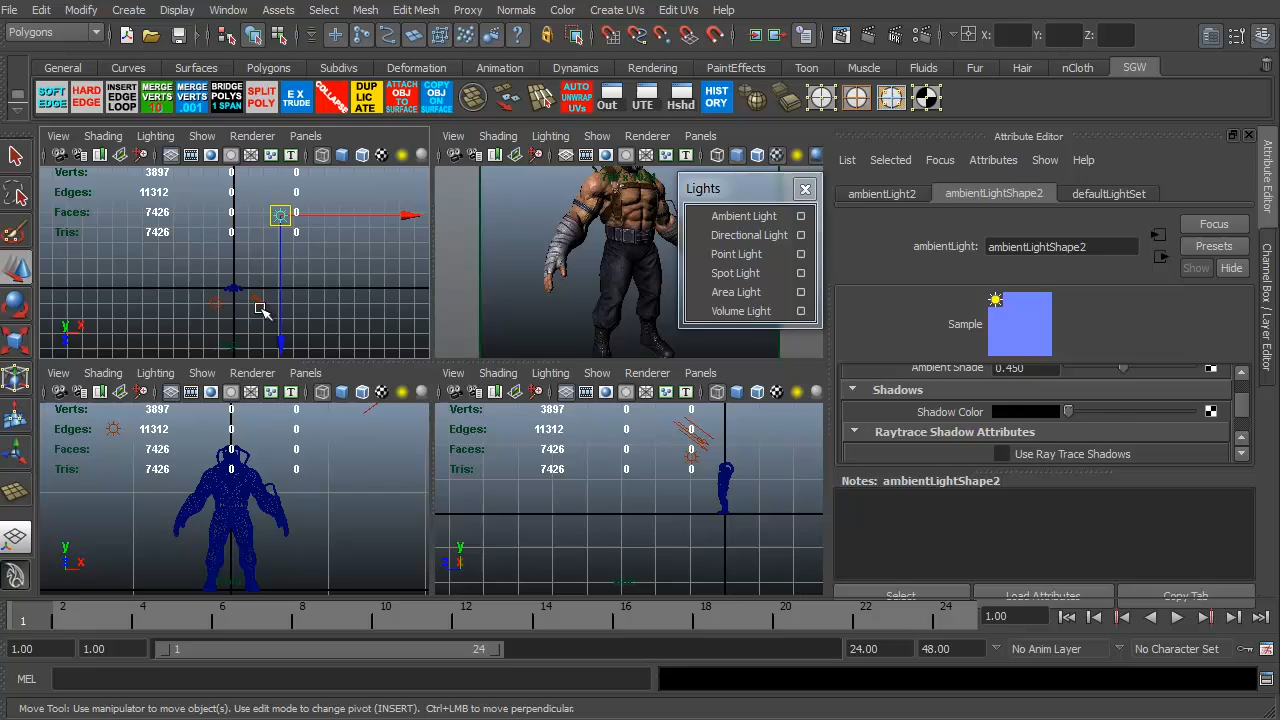 File Edit Modify Create Display Window Assets Select Mesh Edit Mesh Proxy Normals Color Create UVs Edit UVs Help
Polygons X: Y: Z:
General Curves Surfaces Polygons Subdivs Deformation Animation Dynamics Rendering PaintEffects Toon Muscle Fluids Fur Hair nCloth SGW
SOFT EDGE HARD EDGE INSERT EDGE LOOP MERGE VERTS 10 MERGE VERTS .001 BRIDGE POLYS 1 SPAN SPLIT POLY EX TRUDE COLLAPSE DUP LIC ATE ATTACH OBJ TO SURFACE COPY OBJ ON SURFACE AUTO UNWRAP UVs Out UTE Hshd HIST ORY
View Shading Lighting Show Renderer Panels
Verts: 3897 0 0
Edges: 11312 0 0
Faces: 7426 0 0
Tris: 7426 0 0
y x
z
View Shading Lighting Show Renderer Panels
Lights
Ambient Light
Directional Light
Point Light
Spot Light
Area Light
Volume Light
View Shading Lighting Show Renderer Panels
Verts: 3897 0 0
Edges: 11312 0 0
Faces: 7426 0 0
Tris: 7426 0 0
y
z x
View Shading Lighting Show Renderer Panels
Verts: 3897 0 0
Edges: 11312 0 0
Faces: 7426 0 0
Tris: 7426 0 0
y
z x
Attribute Editor
List Selected Focus Attributes Show Help
ambientLight2 ambientLightShape2 defaultLightSet
ambientLight: ambientLightShape2
Focus
Presets
Show Hide
Sample
Ambient Shade 0.450
Shadows
Shadow Color
Raytrace Shadow Attributes
Use Ray Trace Shadows
Notes: ambientLightShape2
Select Load Attributes Copy Tab
Channel Box / Layer Editor
Attribute Editor
1 2 4 6 8 10 12 14 16 18 20 22 24 1.00
1.00 1.00 1 24 24.00 48.00 No Anim Layer No Character Set
MEL
Move Tool: Use manipulator to move object(s). Use edit mode to change pivot (INSERT). Ctrl+LMB to move perpendicular.